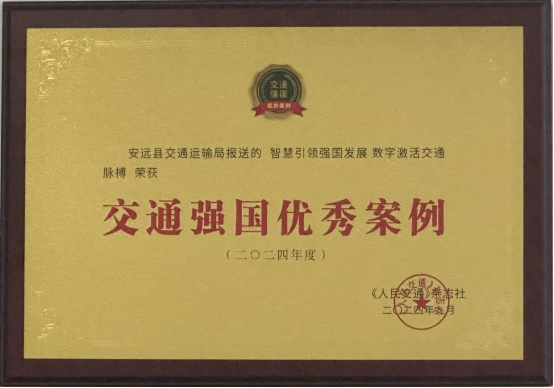 交通
强国
优秀案例
安远县交通运输局报送的 智慧引领强国发展 数字激活交通
脉搏 荣获
交通强国优秀案例
(二〇二四年度)
《人民交通》杂志社
二〇二四年九月